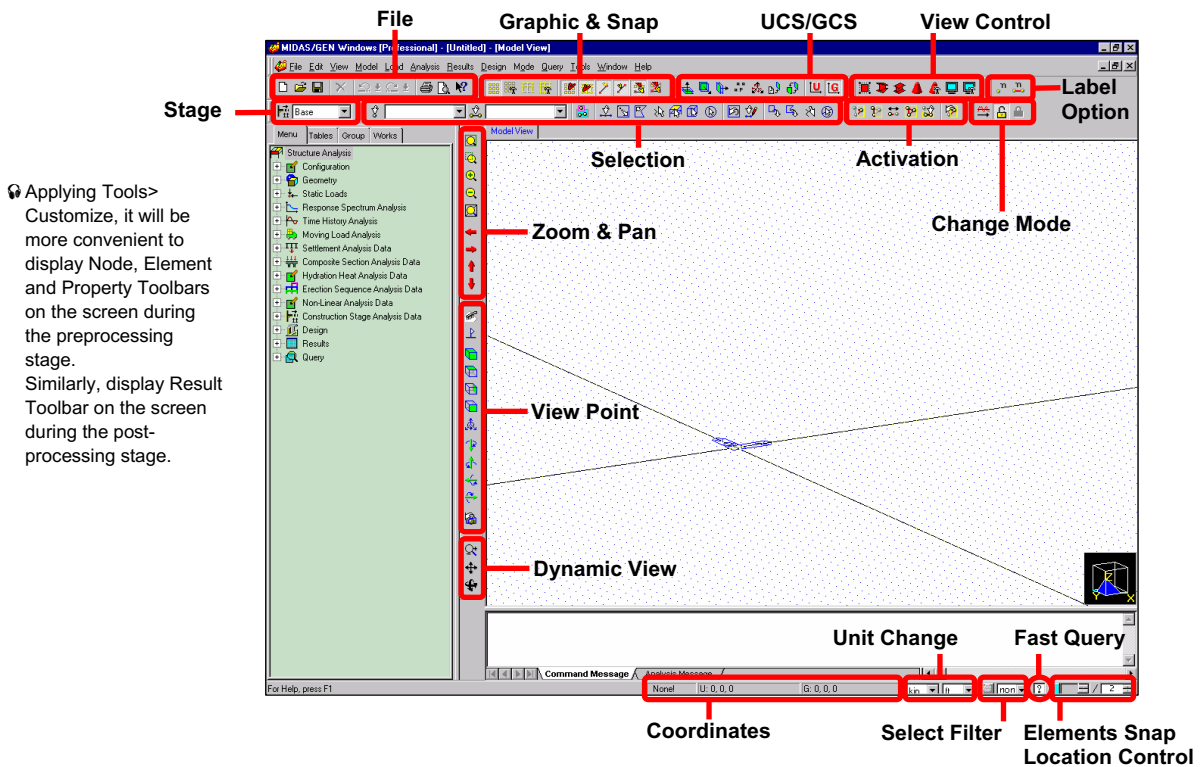 File
Graphic & Snap
UCS/GCS
View Control
MIDAS/GEN Windows [Professional] - [Untitled] - [Model View]
File Edit View Model Load Analysis Results Design Mode Query Tools Window Help
Label
Option
Stage
Base
Menu Tables Group Works
Model View
Structure Analysis
Configuration
Geometry
Static Loads
Response Spectrum Analysis
Time History Analysis
Moving Load Analysis
Settlement Analysis Data
Composite Section Analysis Data
Hydration Heat Analysis Data
Erection Sequence Analysis Data
Non-Linear Analysis Data
Construction Stage Analysis Data
Design
Results
Query
Selection
Activation
Change Mode
Applying Tools>
Customize, it will be
more convenient to
display Node, Element
and Property Toolbars
on the screen during
the preprocessing
stage.
Similarly, display Result
Toolbar on the screen
during the post-
processing stage.
Zoom & Pan
View Point
Dynamic View
Z
Y
X
Unit Change
Fast Query
Command Message
Analysis Message
For Help, press F1
None!
U: 0, 0, 0
G: 0, 0, 0
kip
ft
non
?
/ 2
Coordinates
Select Filter
Elements Snap
Location Control